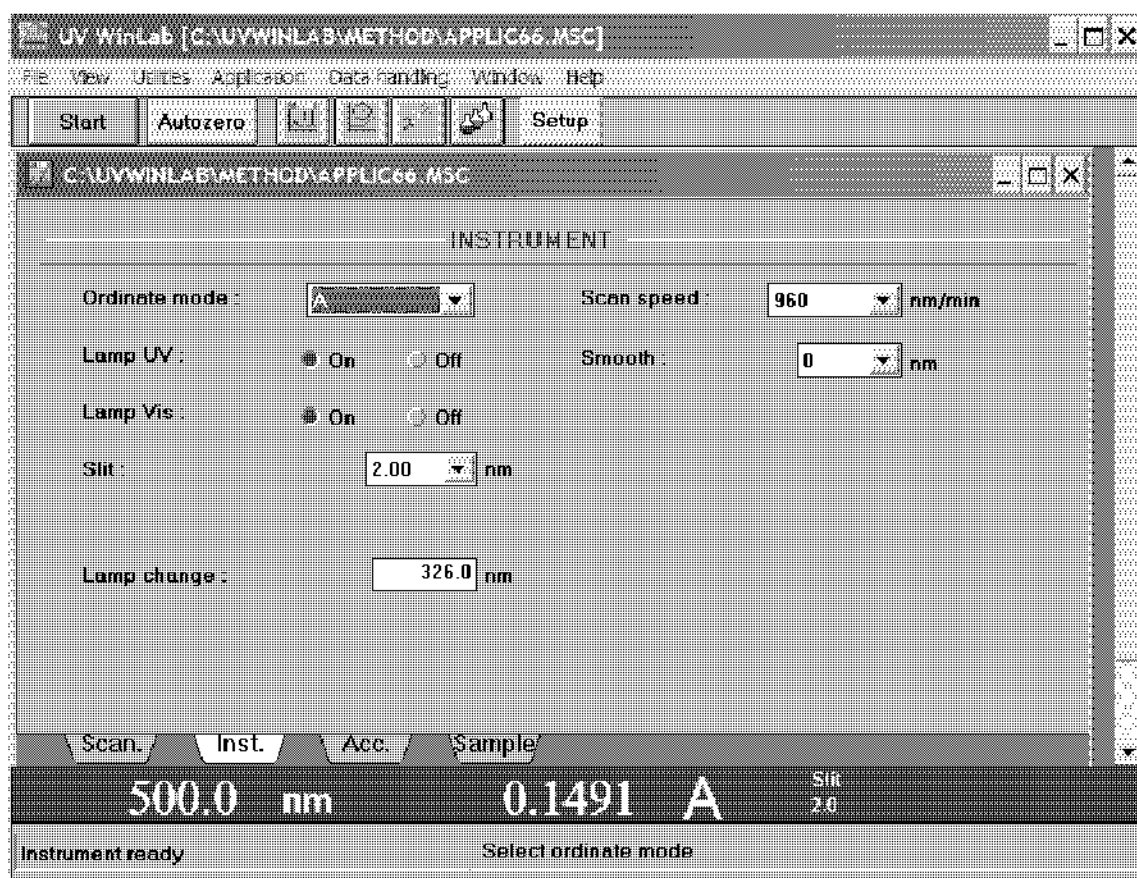 UV WinLab [C:\UVWINLAB\METHOD\APPLIC66.MSC]
File View Utilities Application Data handling Window Help
Start Autozero Setup
C:\UVWINLAB\METHOD\APPLIC66.MSC
INSTRUMENT
Ordinate mode : A Scan speed : 960 nm/min
Lamp UV : On Off Smooth : 0 nm
Lamp Vis : On Off
Slit : 2.00 nm
Lamp change : 326.0 nm
Scan. Inst. Acc. Sample
500.0 nm 0.1491 A Slit
2.0
Instrument ready Select ordinate mode